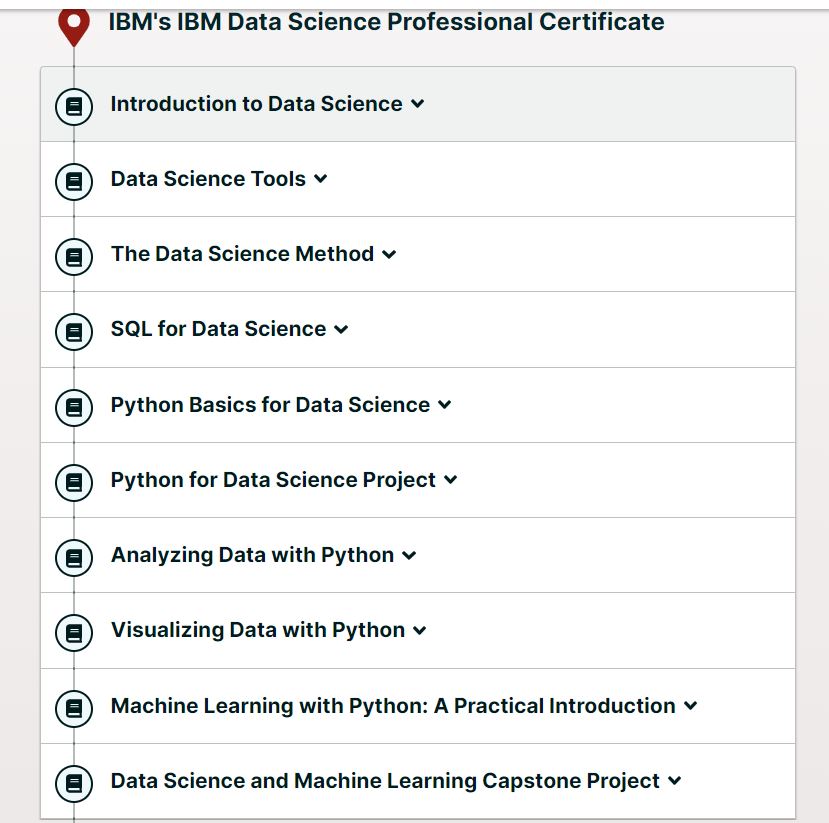 IBM's IBM Data Science Professional Certificate
Introduction to Data Science
Data Science Tools
The Data Science Method
SQL for Data Science
Python Basics for Data Science
Python for Data Science Project
Analyzing Data with Python
Visualizing Data with Python
Machine Learning with Python: A Practical Introduction
Data Science and Machine Learning Capstone Project